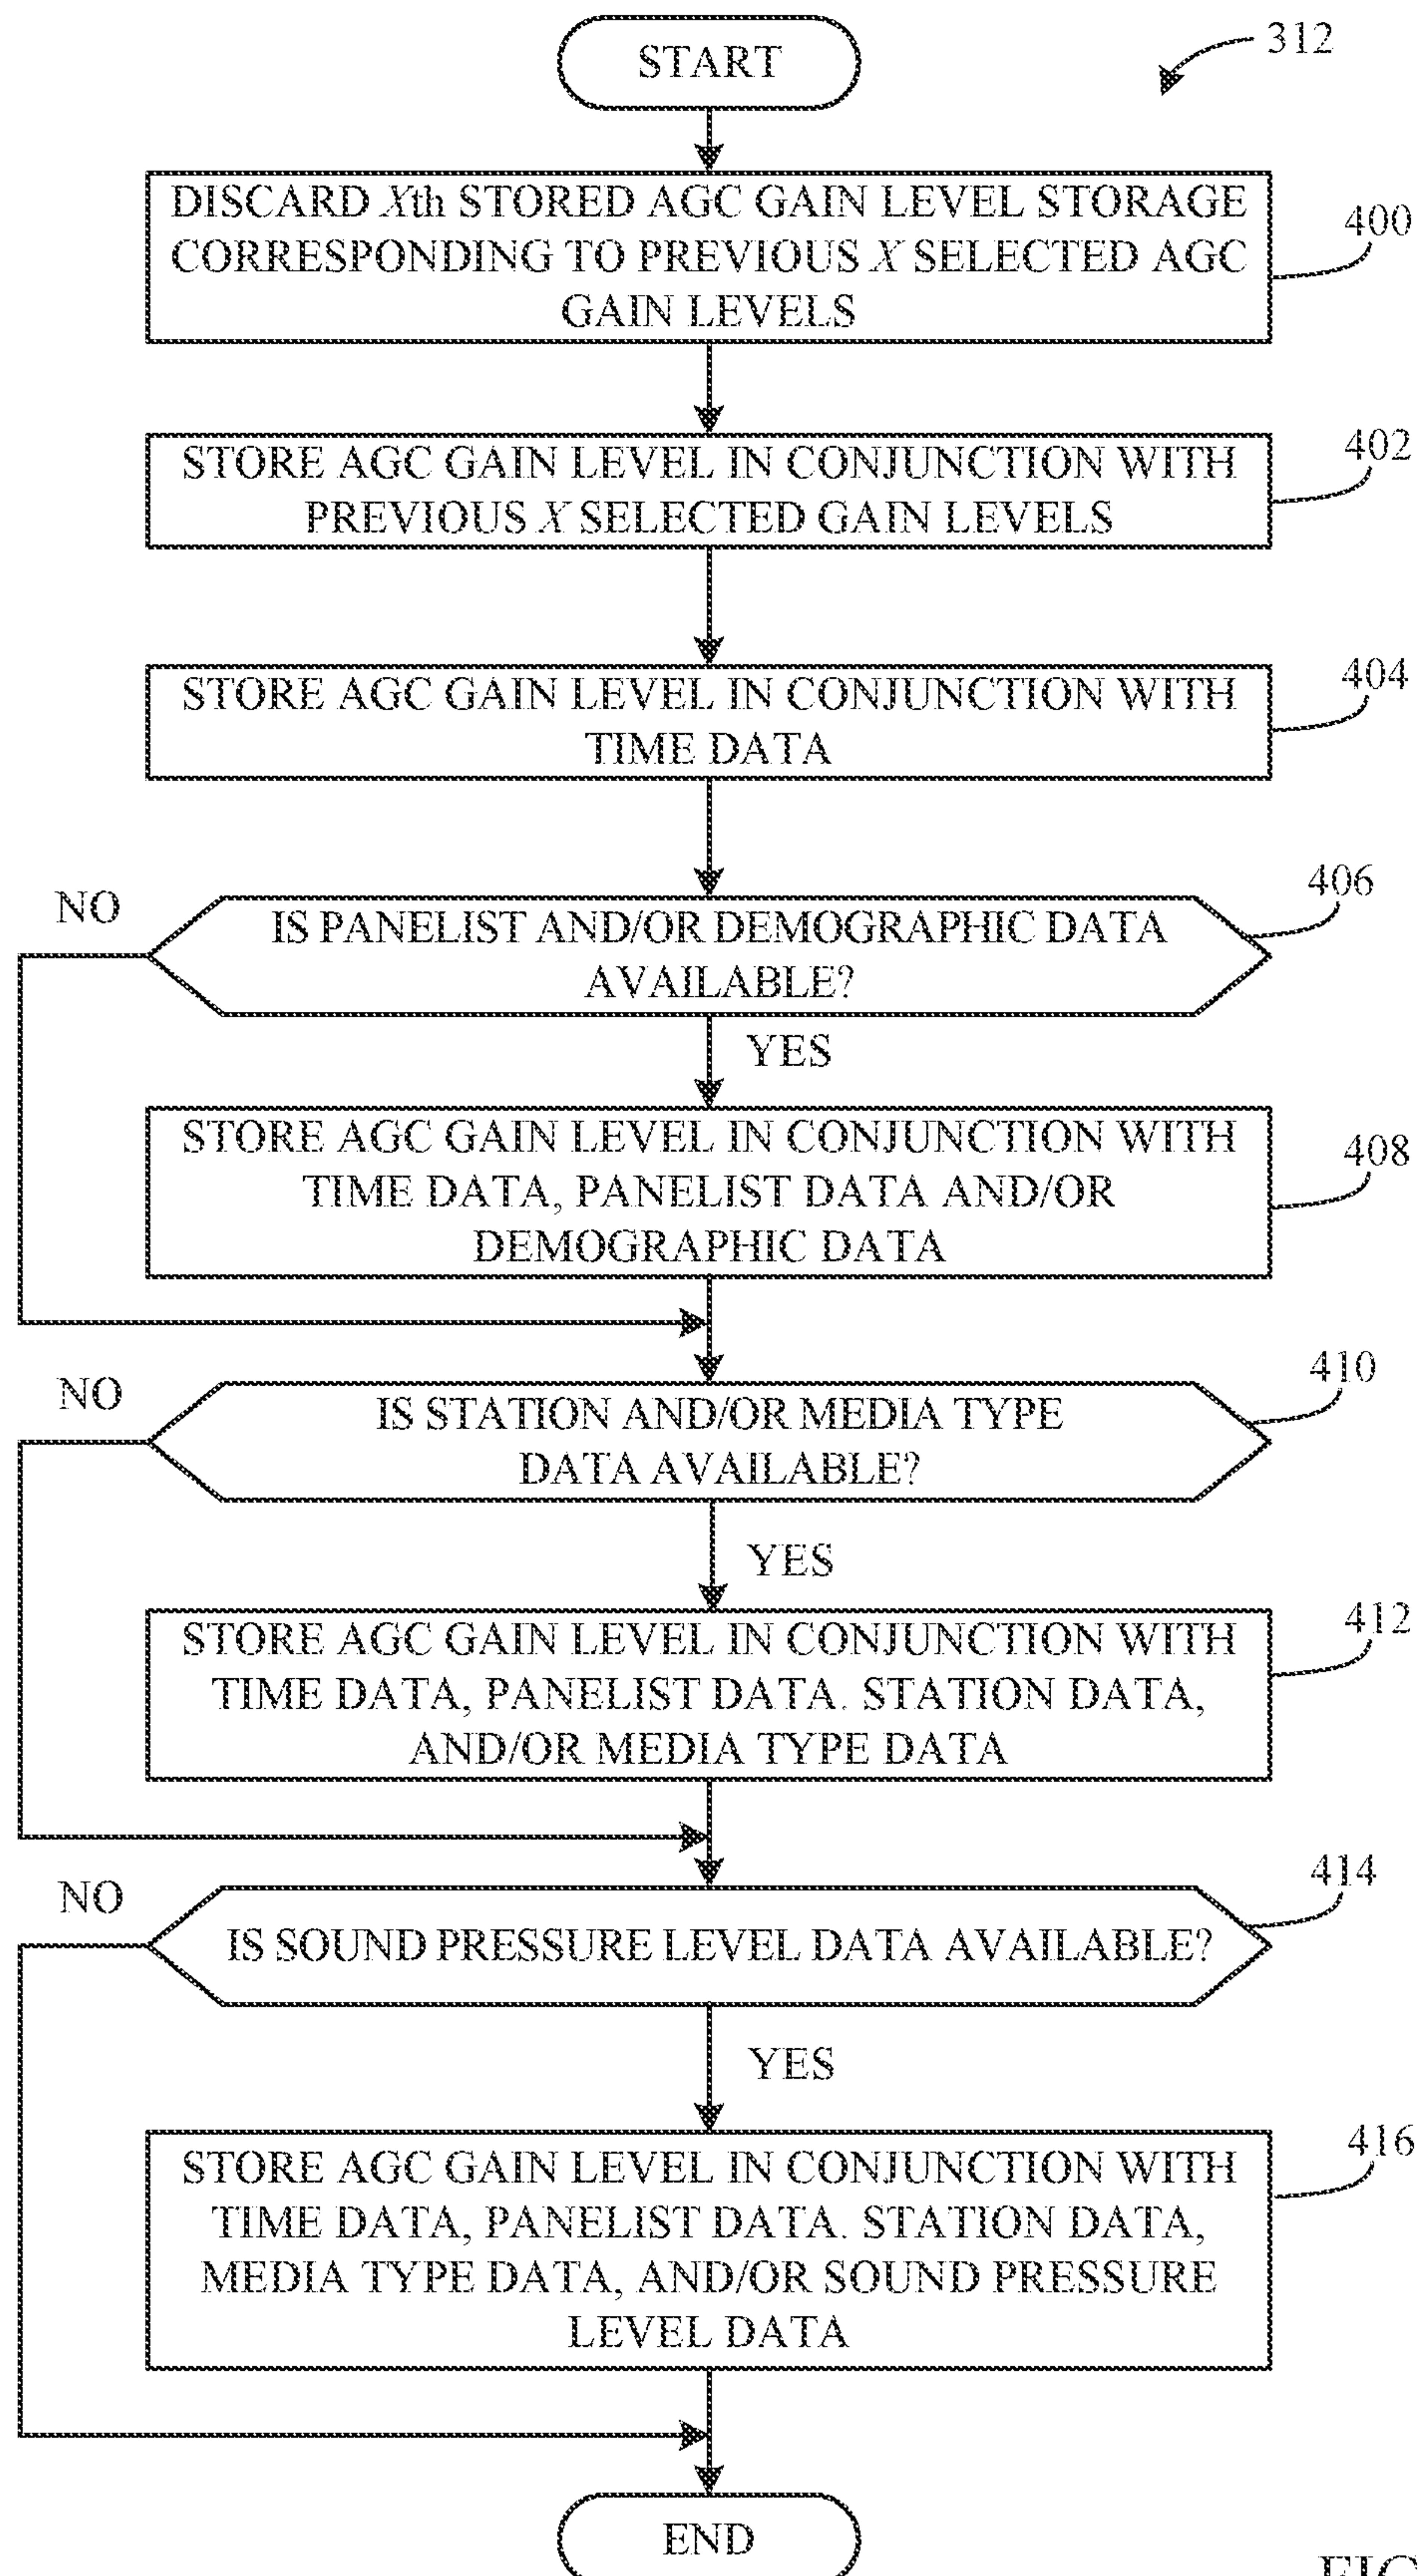 START
312
DISCARD Xth STORED AGC GAIN LEVEL STORAGE
CORRESPONDING TO PREVIOUS X SELECTED AGC
GAIN LEVELS
400
STORE AGC GAIN LEVEL IN CONJUNCTION WITH
PREVIOUS X SELECTED GAIN LEVELS
402
STORE AGC GAIN LEVEL IN CONJUNCTION WITH
TIME DATA
404
NO
IS PANELIST AND/OR DEMOGRAPHIC DATA
AVAILABLE?
406
YES
STORE AGC GAIN LEVEL IN CONJUNCTION WITH
TIME DATA, PANELIST DATA AND/OR
DEMOGRAPHIC DATA
408
NO
IS STATION AND/OR MEDIA TYPE
DATA AVAILABLE?
410
YES
STORE AGC GAIN LEVEL IN CONJUNCTION WITH
TIME DATA, PANELIST DATA. STATION DATA,
AND/OR MEDIA TYPE DATA
412
NO
IS SOUND PRESSURE LEVEL DATA AVAILABLE?
414
YES
STORE AGC GAIN LEVEL IN CONJUNCTION WITH
TIME DATA, PANELIST DATA. STATION DATA,
MEDIA TYPE DATA, AND/OR SOUND PRESSURE
LEVEL DATA
416
END